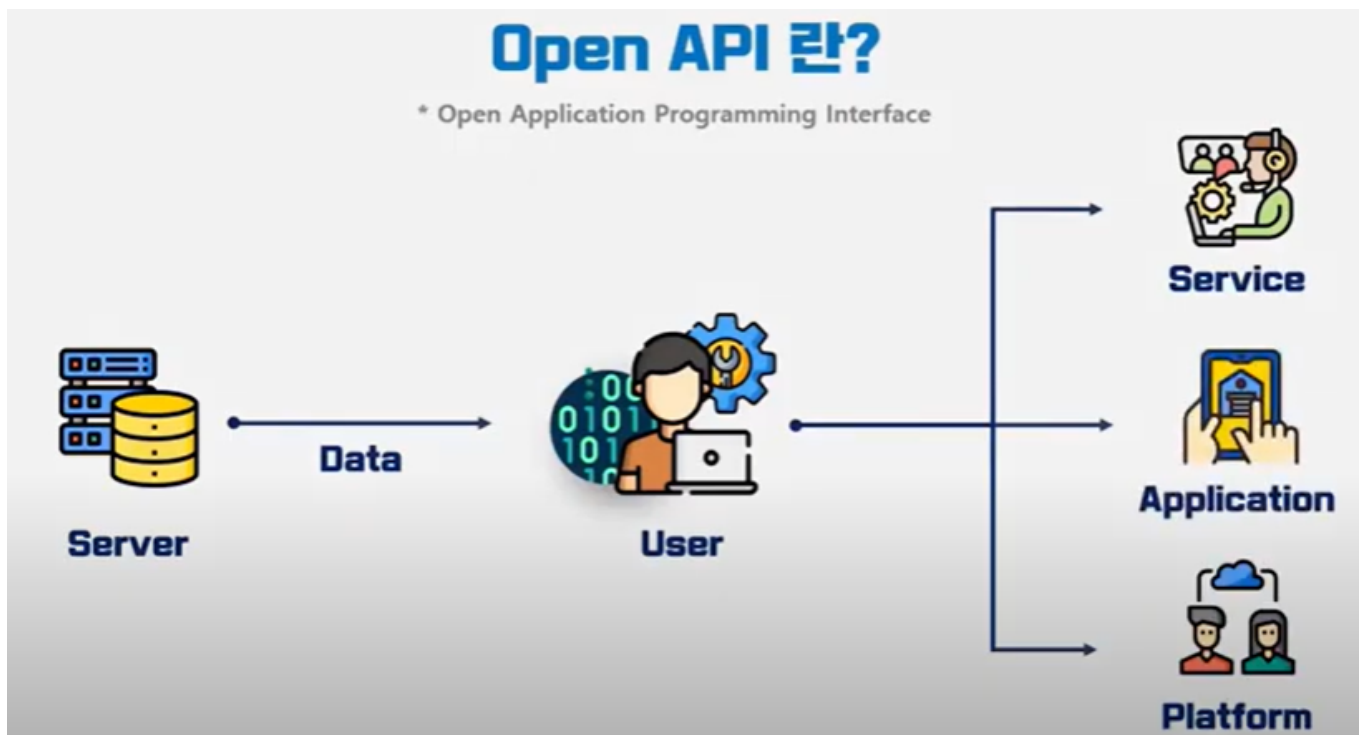 Open API 란?
* Open Application Programming Interface
Service
Data
Server
User
Application
Platform